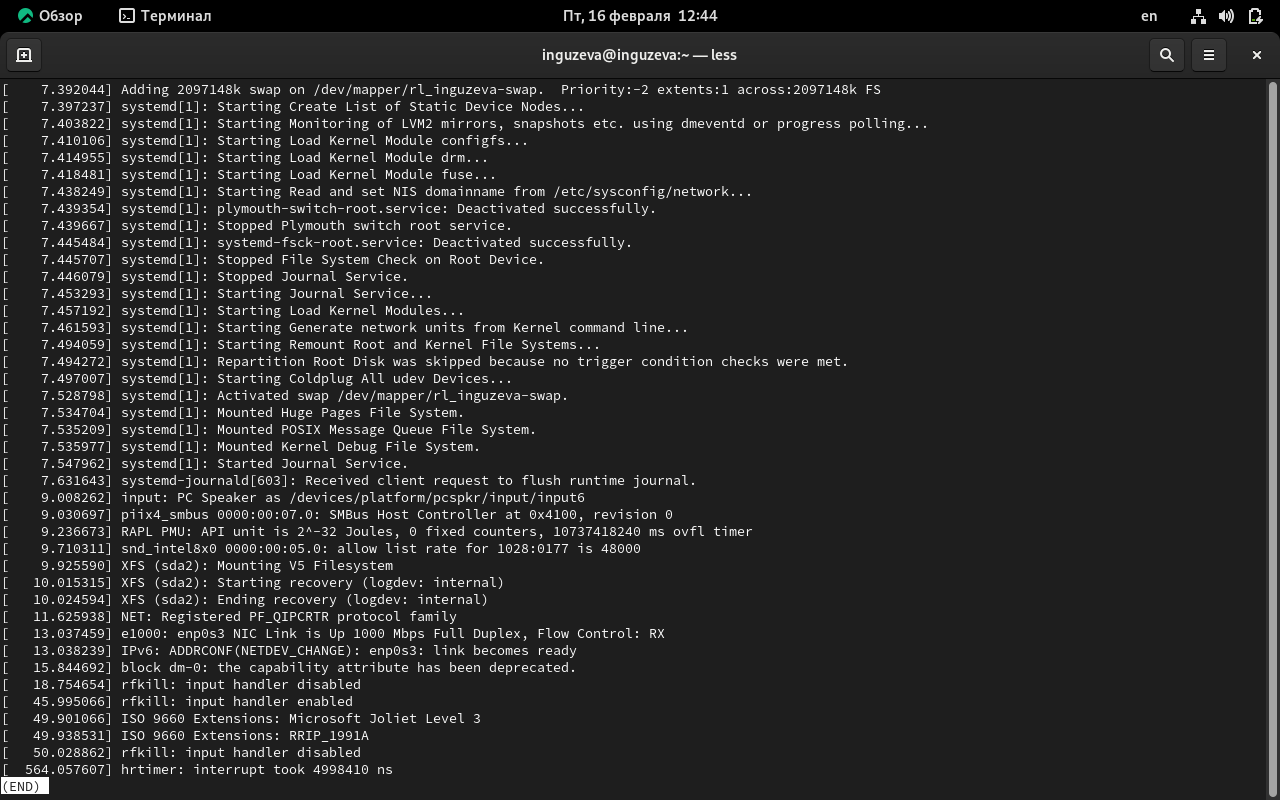 Обзор Терминал Пт, 16 февраля 12:44 en
inguzeva@inguzeva:~ — less
[    7.392044] Adding 2097148k swap on /dev/mapper/rl_inguzeva-swap.  Priority:-2 extents:1 across:2097148k FS
[    7.397237] systemd[1]: Starting Create List of Static Device Nodes...
[    7.403822] systemd[1]: Starting Monitoring of LVM2 mirrors, snapshots etc. using dmeventd or progress polling...
[    7.410106] systemd[1]: Starting Load Kernel Module configfs...
[    7.414955] systemd[1]: Starting Load Kernel Module drm...
[    7.418481] systemd[1]: Starting Load Kernel Module fuse...
[    7.438249] systemd[1]: Starting Read and set NIS domainname from /etc/sysconfig/network...
[    7.439354] systemd[1]: plymouth-switch-root.service: Deactivated successfully.
[    7.439667] systemd[1]: Stopped Plymouth switch root service.
[    7.445484] systemd[1]: systemd-fsck-root.service: Deactivated successfully.
[    7.445707] systemd[1]: Stopped File System Check on Root Device.
[    7.446079] systemd[1]: Stopped Journal Service.
[    7.453293] systemd[1]: Starting Journal Service...
[    7.457192] systemd[1]: Starting Load Kernel Modules...
[    7.461593] systemd[1]: Starting Generate network units from Kernel command line...
[    7.494059] systemd[1]: Starting Remount Root and Kernel File Systems...
[    7.494272] systemd[1]: Repartition Root Disk was skipped because no trigger condition checks were met.
[    7.497007] systemd[1]: Starting Coldplug All udev Devices...
[    7.528798] systemd[1]: Activated swap /dev/mapper/rl_inguzeva-swap.
[    7.534704] systemd[1]: Mounted Huge Pages File System.
[    7.535209] systemd[1]: Mounted POSIX Message Queue File System.
[    7.535977] systemd[1]: Mounted Kernel Debug File System.
[    7.547962] systemd[1]: Started Journal Service.
[    7.631643] systemd-journald[603]: Received client request to flush runtime journal.
[    9.008262] input: PC Speaker as /devices/platform/pcspkr/input/input6
[    9.030697] piix4_smbus 0000:00:07.0: SMBus Host Controller at 0x4100, revision 0
[    9.236673] RAPL PMU: API unit is 2^-32 Joules, 0 fixed counters, 10737418240 ms ovfl timer
[    9.710311] snd_intel8x0 0000:00:05.0: allow list rate for 1028:0177 is 48000
[    9.925590] XFS (sda2): Mounting V5 Filesystem
[   10.015315] XFS (sda2): Starting recovery (logdev: internal)
[   10.024594] XFS (sda2): Ending recovery (logdev: internal)
[   11.625938] NET: Registered PF_QIPCRTR protocol family
[   13.037459] e1000: enp0s3 NIC Link is Up 1000 Mbps Full Duplex, Flow Control: RX
[   13.038239] IPv6: ADDRCONF(NETDEV_CHANGE): enp0s3: link becomes ready
[   15.844692] block dm-0: the capability attribute has been deprecated.
[   18.754654] rfkill: input handler disabled
[   45.995066] rfkill: input handler enabled
[   49.901066] ISO 9660 Extensions: Microsoft Joliet Level 3
[   49.938531] ISO 9660 Extensions: RRIP_1991A
[   50.028862] rfkill: input handler disabled
[  564.057607] hrtimer: interrupt took 4998410 ns
(END)